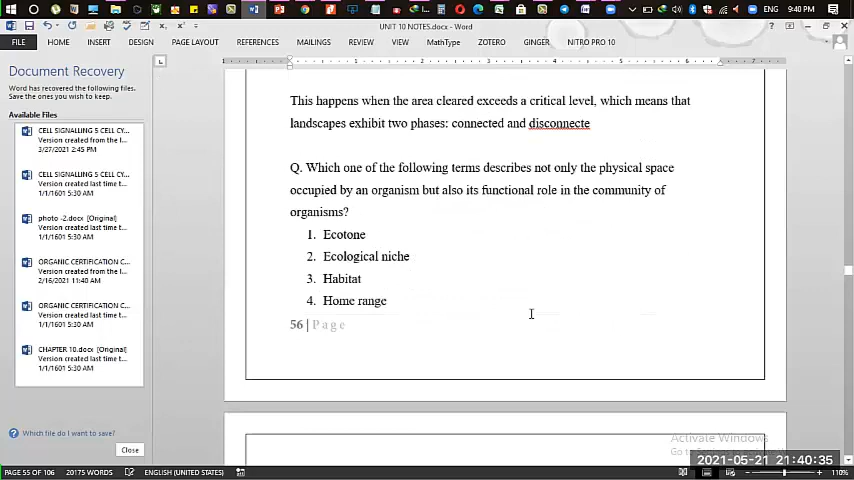 ENG 9:40 PM
UNIT 10 NOTES.docx - Word
FILE HOME INSERT DESIGN PAGE LAYOUT REFERENCES MAILINGS REVIEW VIEW MathType ZOTERO GINGER NITRO PRO 10
Document Recovery
Word has recovered the following files.
Save the ones you wish to keep.
Available Files
CELL SIGNALLING 5 CELL CY...
Version created from the l...
3/27/2021 2:45 PM
CELL SIGNALLING 5 CELL CY...
Version created last time t...
1/1/1601 5:30 AM
photo -2.docx [Original]
Version created last time t...
1/1/1601 5:30 AM
ORGANIC CERTIFICATION C...
Version created from the l...
2/16/2021 11:40 AM
ORGANIC CERTIFICATION C...
Version created last time t...
1/1/1601 5:30 AM
CHAPTER 10.docx [Original]
Version created last time t...
1/1/1601 5:30 AM
Which file do I want to save?
Close
This happens when the area cleared exceeds a critical level, which means that
landscapes exhibit two phases: connected and disconnecte
Q. Which one of the following terms describes not only the physical space
occupied by an organism but also its functional role in the community of
organisms?
1. Ecotone
2. Ecological niche
3. Habitat
4. Home range
56 | Page
Activate Windows
2021-05-21 21:40:35
PAGE 55 OF 106 20175 WORDS ENGLISH (UNITED STATES) 110%